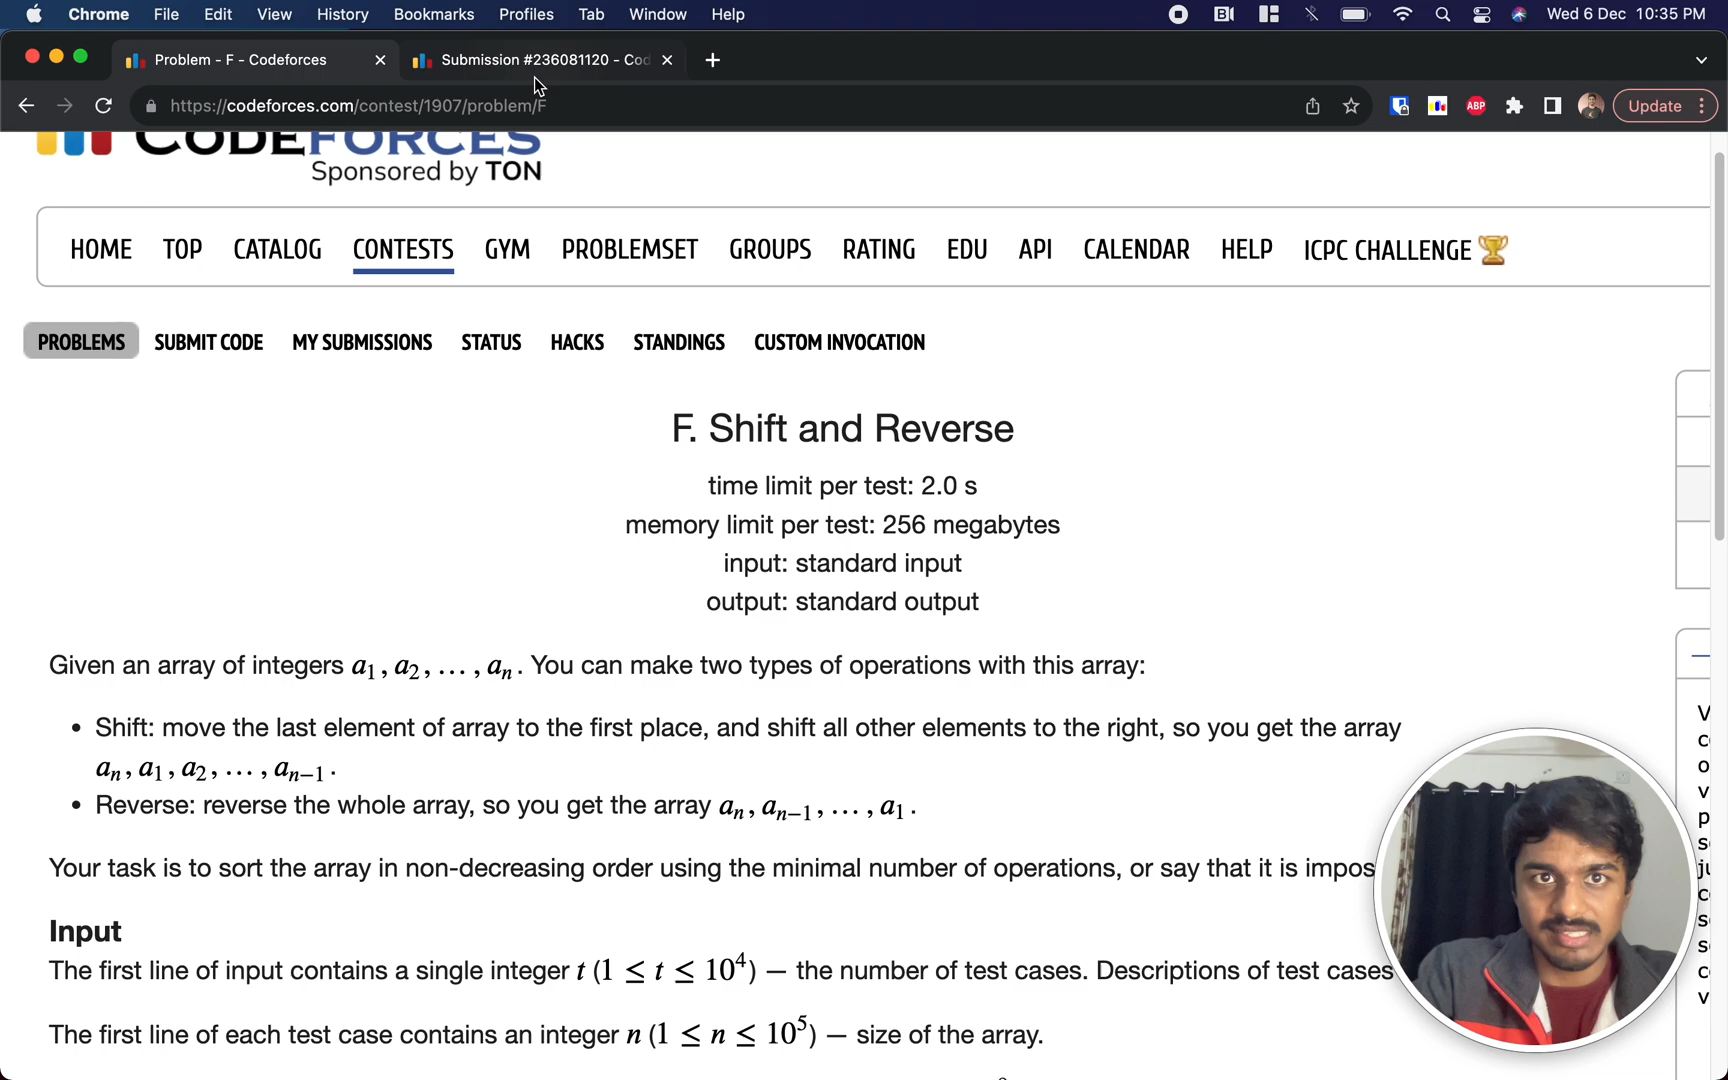 Chrome File Edit View History Bookmarks Profiles Tab Window Help Wed 6 Dec 10:35 PM
Problem - F - Codeforces Submission #236081120 - Cod
https://codeforces.com/contest/1907/problem/F ABP Update
CODEFORCES
Sponsored by TON
HOME TOP CATALOG CONTESTS GYM PROBLEMSET GROUPS RATING EDU API CALENDAR HELP ICPC CHALLENGE
PROBLEMS SUBMIT CODE MY SUBMISSIONS STATUS HACKS STANDINGS CUSTOM INVOCATION
F. Shift and Reverse
time limit per test: 2.0 s
memory limit per test: 256 megabytes
input: standard input
output: standard output
Given an array of integers a₁, a₂, …, aₙ. You can make two types of operations with this array:
• Shift: move the last element of array to the first place, and shift all other elements to the right, so you get the array
aₙ, a₁, a₂, …, aₙ₋₁.
• Reverse: reverse the whole array, so you get the array aₙ, aₙ₋₁, …, a₁.
Your task is to sort the array in non-decreasing order using the minimal number of operations, or say that it is impos
Input
The first line of input contains a single integer t (1 ≤ t ≤ 10⁴) — the number of test cases. Descriptions of test cases
The first line of each test case contains an integer n (1 ≤ n ≤ 10⁵) — size of the array.